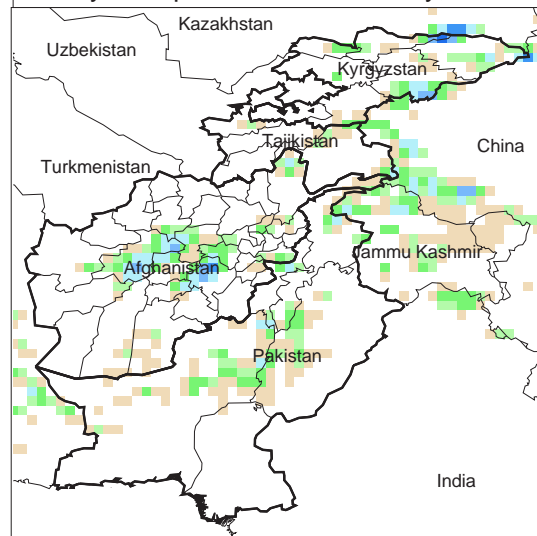 Kazakhstan
Uzbekistan
Kyrgyzstan
Tajikistan
China
Turkmenistan
Jammu Kashmir
Afghanistan
Pakistan
India